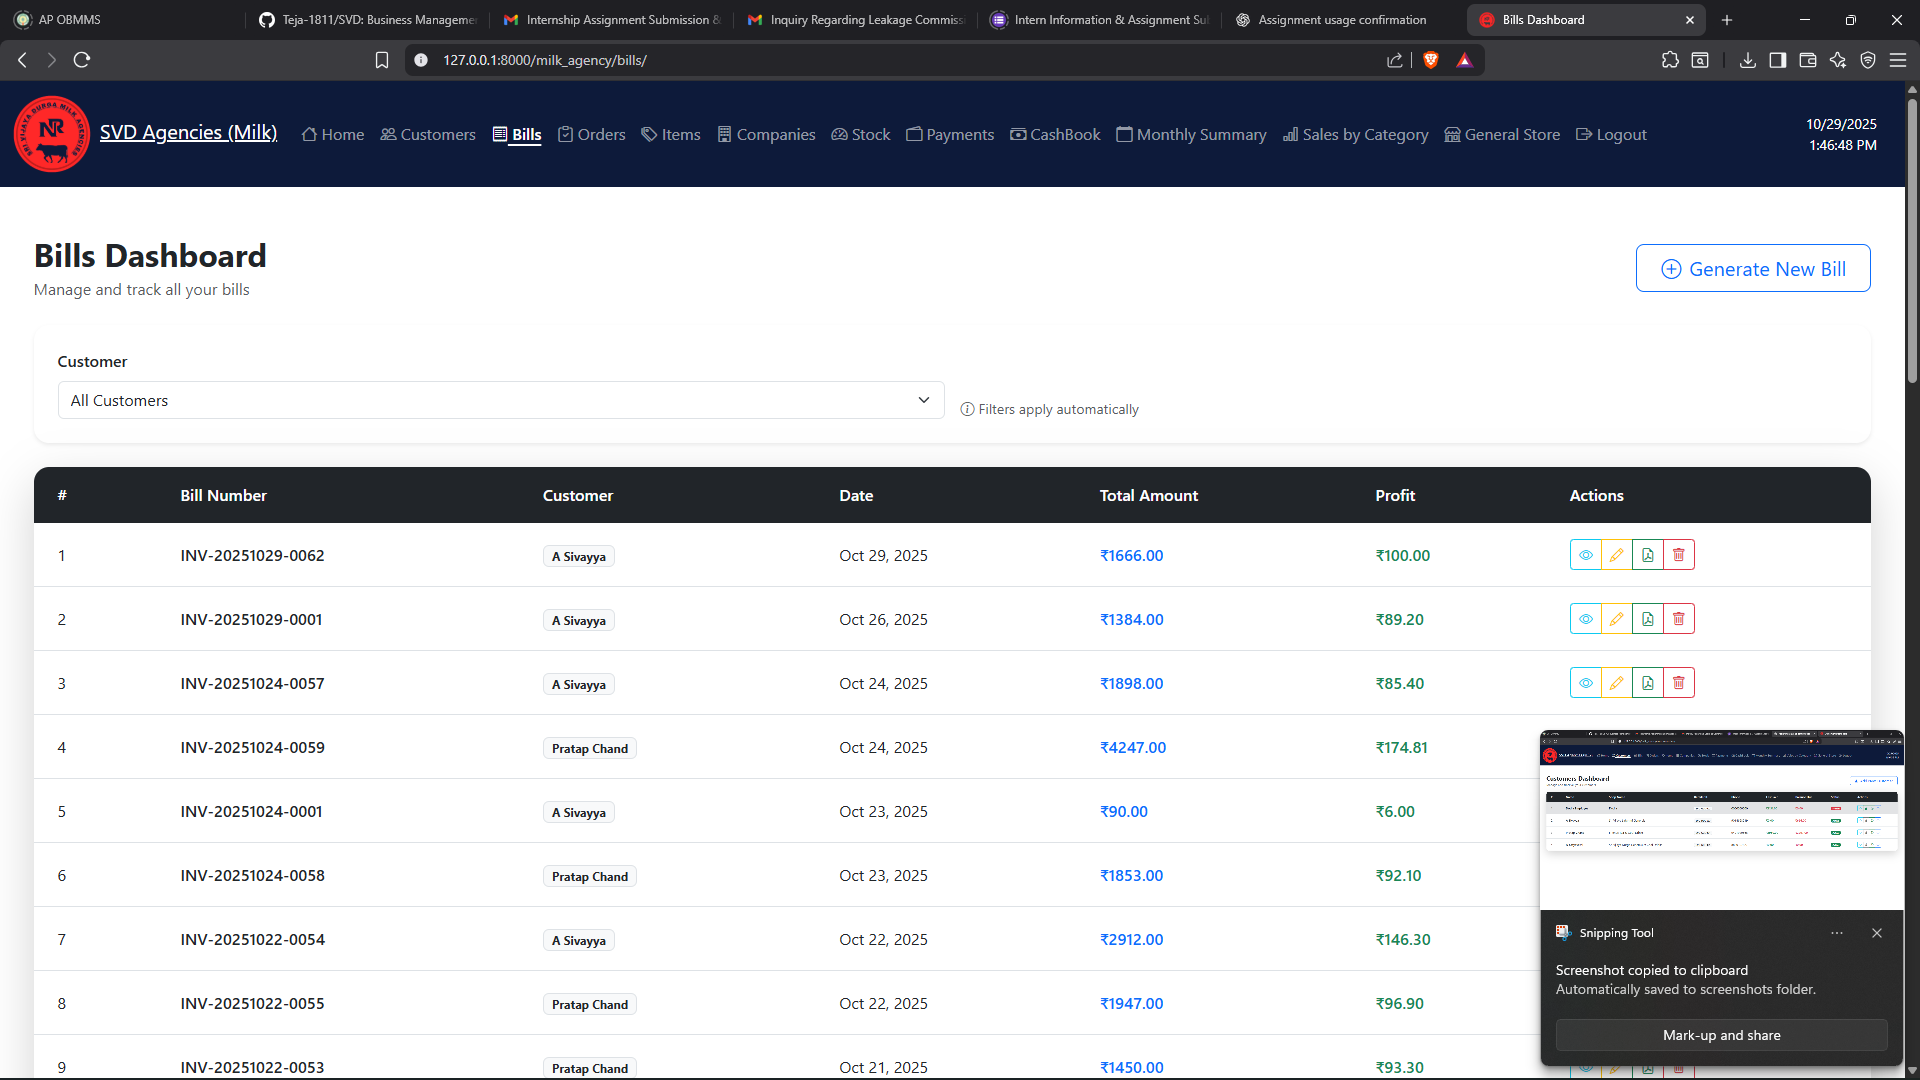 AP OBMMS
Teja-1811/SVD: Business Manageme
Internship Assignment Submission &
Inquiry Regarding Leakage Commiss
Intern Information & Assignment Su
Assignment usage confirmation
Bills Dashboard
127.0.0.1:8000/milk_agency/bills/
SRI VIJAYA DURGA MILK AGENCIES
NR
SVD Agencies (Milk)
Home
Customers
Bills
Orders
Items
Companies
Stock
Payments
CashBook
Monthly Summary
Sales by Category
General Store
Logout
10/29/2025
1:46:48 PM
Bills Dashboard
Manage and track all your bills
Generate New Bill
Customer
All Customers
Filters apply automatically
# Bill Number Customer Date Total Amount Profit Actions
1 INV-20251029-0062 A Sivayya Oct 29, 2025 ₹1666.00 ₹100.00
2 INV-20251029-0001 A Sivayya Oct 26, 2025 ₹1384.00 ₹89.20
3 INV-20251024-0057 A Sivayya Oct 24, 2025 ₹1898.00 ₹85.40
4 INV-20251024-0059 Pratap Chand Oct 24, 2025 ₹4247.00 ₹174.81
5 INV-20251024-0001 A Sivayya Oct 23, 2025 ₹90.00 ₹6.00
6 INV-20251024-0058 Pratap Chand Oct 23, 2025 ₹1853.00 ₹92.10
7 INV-20251022-0054 A Sivayya Oct 22, 2025 ₹2912.00 ₹146.30
8 INV-20251022-0055 Pratap Chand Oct 22, 2025 ₹1947.00 ₹96.90
9 INV-20251022-0053 Pratap Chand Oct 21, 2025 ₹1450.00 ₹93.30
Customers Dashboard
Snipping Tool
Screenshot copied to clipboard
Automatically saved to screenshots folder.
Mark-up and share